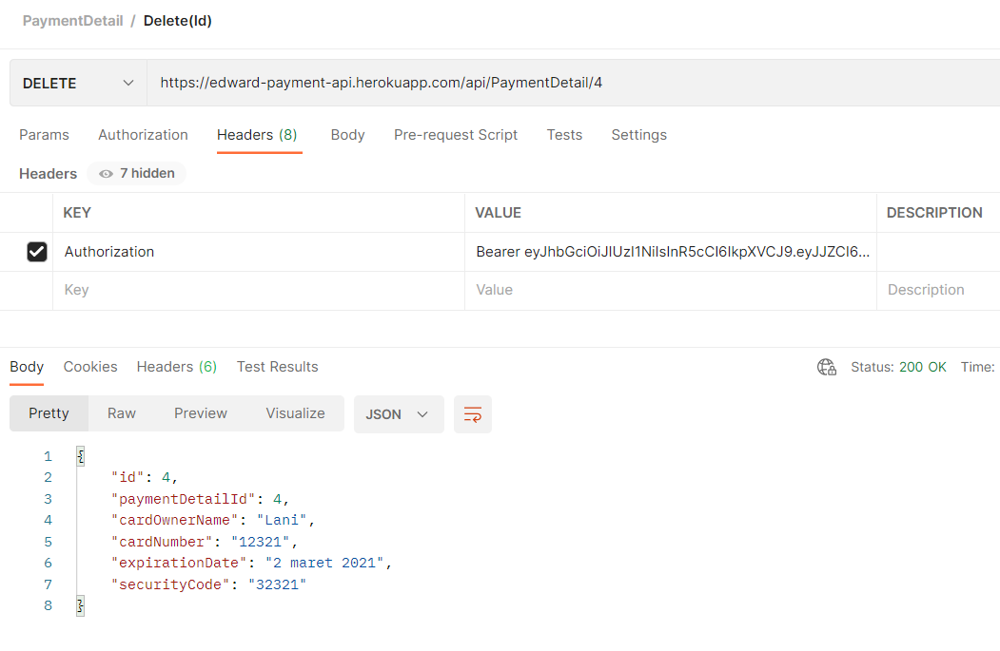 PaymentDetail / Delete(Id)
DELETE https://edward-payment-api.herokuapp.com/api/PaymentDetail/4
Params Authorization Headers (8) Body Pre-request Script Tests Settings
Headers 7 hidden
KEY VALUE DESCRIPTION
Authorization Bearer eyJhbGciOiJIUzI1NiIsInR5cCI6IkpXVCJ9.eyJJZCI6...
Key Value Description
Body Cookies Headers (6) Test Results Status: 200 OK Time:
Pretty Raw Preview Visualize JSON
1 {
2 "id": 4,
3 "paymentDetailId": 4,
4 "cardOwnerName": "Lani",
5 "cardNumber": "12321",
6 "expirationDate": "2 maret 2021",
7 "securityCode": "32321"
8 }